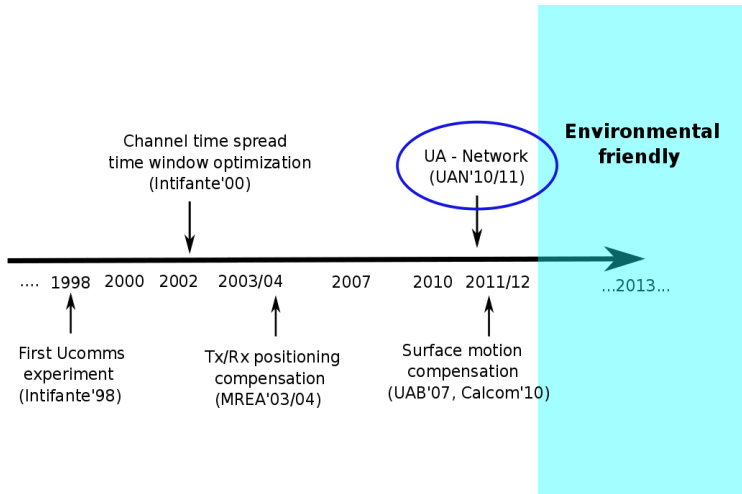 Channel time spread
time window optimization
(Intifante'00)
UA - Network
(UAN'10/11)
Environmental
friendly
.... 1998 2000 2002 2003/04 2007 2010 2011/12 ...2013...
First Ucomms
experiment
(Intifante'98)
Tx/Rx positioning
compensation
(MREA'03/04)
Surface motion
compensation
(UAB'07, Calcom'10)